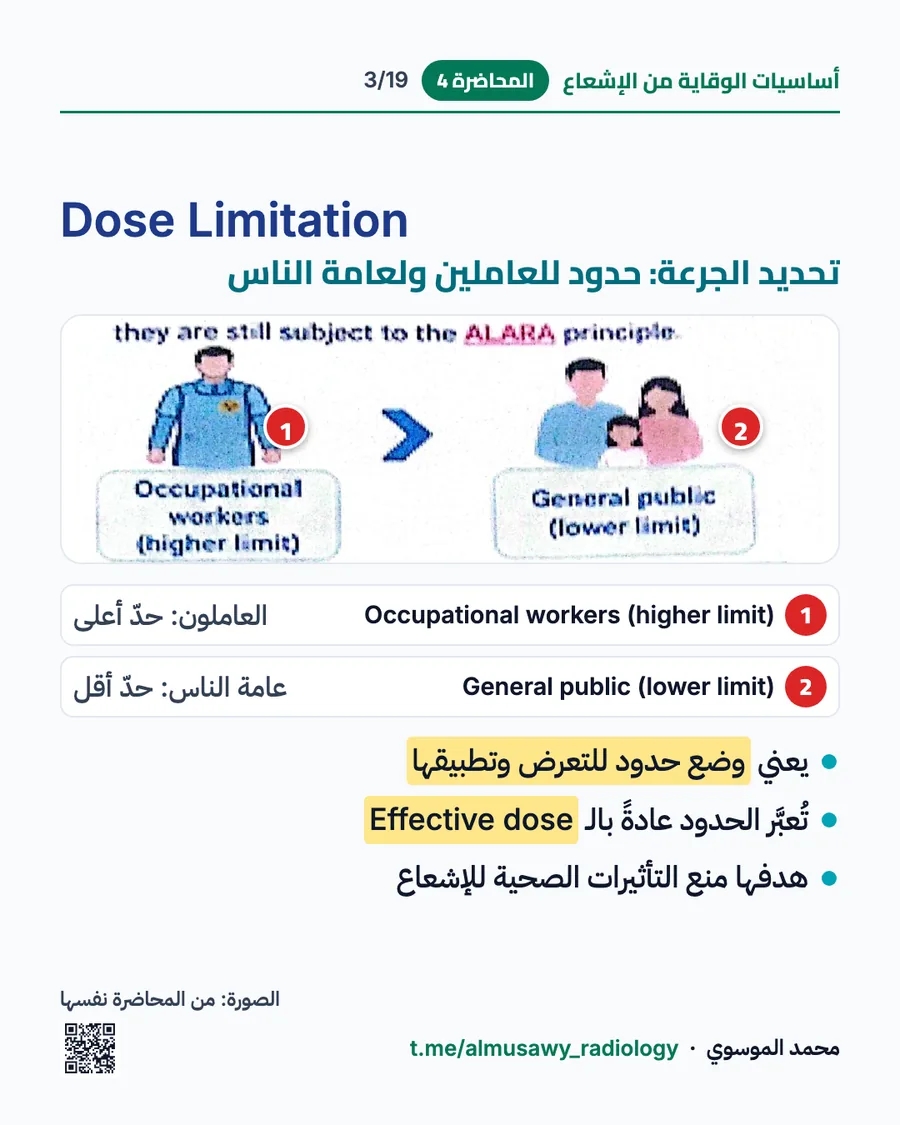 أساسيات الوقاية من الإشعاع المحاضرة 4 3/19
Dose Limitation
تحديد الجرعة: حدود للعاملين ولعامة الناس
they are still subject to the ALARA principle.
1
2
Occupational
workers
(higher limit)
General public
(lower limit)
1 Occupational workers (higher limit) العاملون: حدّ أعلى
2 General public (lower limit) عامة الناس: حدّ أقل
يعني وضع حدود للتعرض وتطبيقها
تُعبَّر الحدود عادةً بالـ Effective dose
هدفها منع التأثيرات الصحية للإشعاع
الصورة: من المحاضرة نفسها
محمد الموسوي · t.me/almusawy_radiology